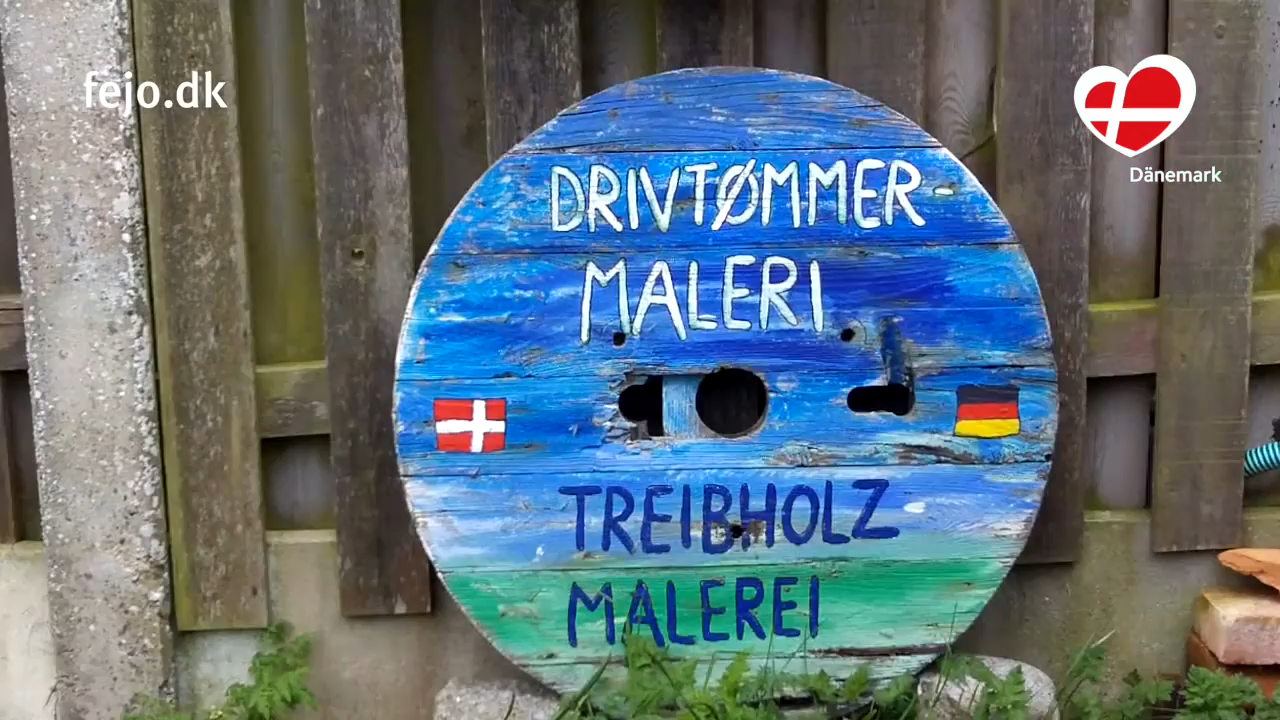 fejo.dk
Dänemark
DRIVTØMMER
MALERI
TREIBHOLZ
MALEREI